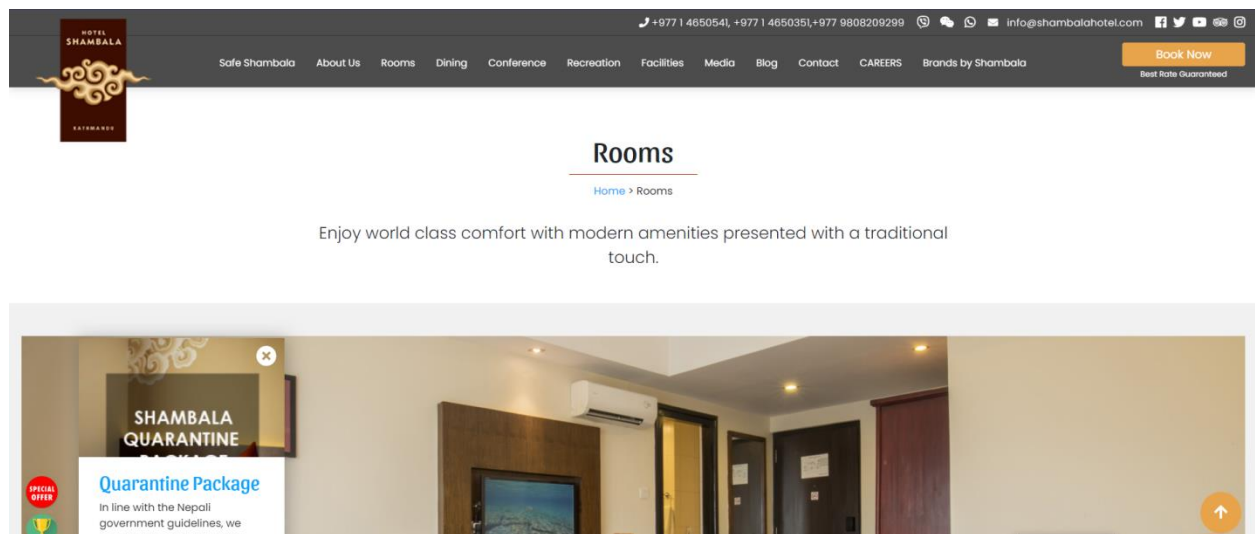 +977 1 4650541, +977 1 4650351,+977 9808209299 info@shambalahotel.com
HOTEL
SHAMBALA
KATHMANDU
Safe Shambala About Us Rooms Dining Conference Recreation Facilities Media Blog Contact CAREERS Brands by Shambala
Book Now
Best Rate Guaranteed
Rooms
Home > Rooms
Enjoy world class comfort with modern amenities presented with a traditional
touch.
SHAMBALA
QUARANTINE
PACKAGE
Quarantine Package
In line with the Nepali
government guidelines, we
SPECIAL
OFFER